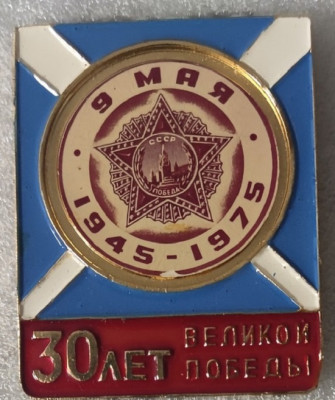 9 МАЯ
СССР
ПОБЕДА
1945-1975
30 ЛЕТ ВЕЛИКОЙ
ПОБЕДЫ